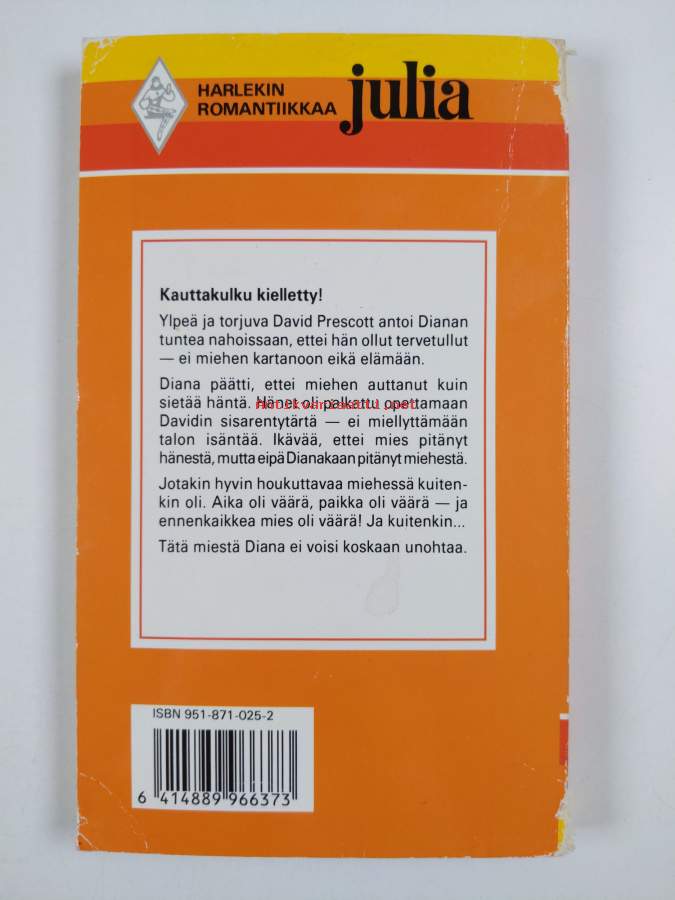 HARLEKIN
ROMANTIIKKAA
julia
Kauttakulku kielletty!
Ylpeä ja torjuva David Prescott antoi Dianan
tuntea nahoissaan, ettei hän ollut tervetullut
— ei miehen kartanoon eikä elämään.
Diana päätti, ettei miehen auttanut kuin
sietää häntä. Hänet oli palkattu opettamaan
antikvariaatti.net
Davidin sisarentytärtä — ei miellyttämään
talon isäntää. Ikävää, ettei mies pitänyt
hänestä, mutta eipä Dianakaan pitänyt miehestä.
Jotakin hyvin houkuttavaa miehessä kuiten-
kin oli. Aika oli väärä, paikka oli väärä — ja
ennenkaikkea mies oli väärä! Ja kuitenkin...
Tätä miestä Diana ei voisi koskaan unohtaa.
ISBN 951-871-025-2
6 414889 966373